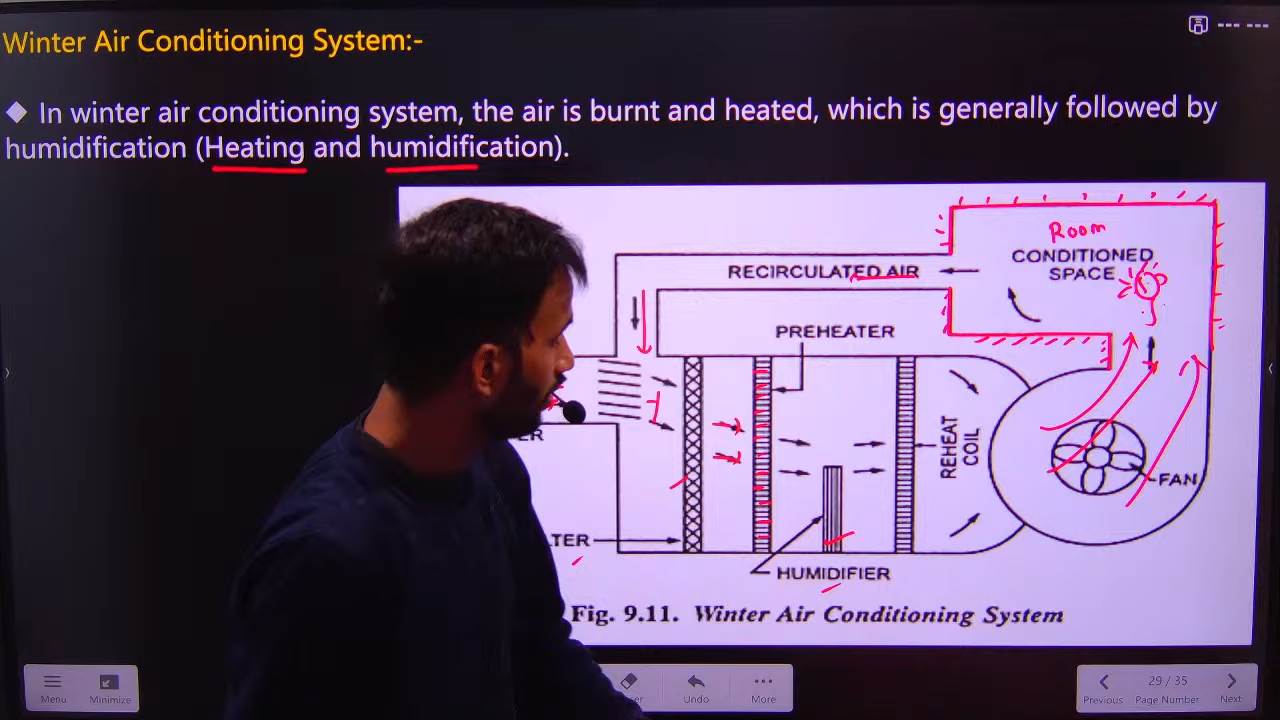 Winter Air Conditioning System:-
◆ In winter air conditioning system, the air is burnt and heated, which is generally followed by
humidification (Heating and humidification).
Room
CONDITIONED
SPACE
RECIRCULATED AIR
PREHEATER
REHEAT
COIL
FAN
HUMIDIFIER
Fig. 9.11. Winter Air Conditioning System
Menu
Minimize
Undo
More
Previous
29 / 35
Page Number
Next